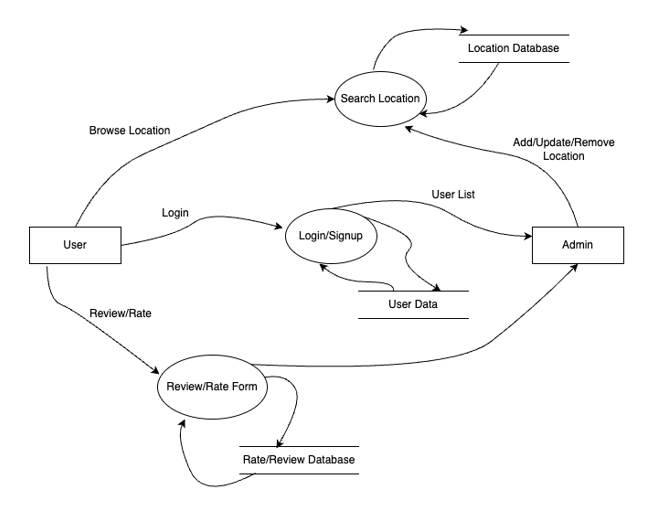 Location Database
Search Location
Browse Location
Add/Update/Remove
Location
User List
Login
User
Login/Signup
Admin
User Data
Review/Rate
Review/Rate Form
Rate/Review Database